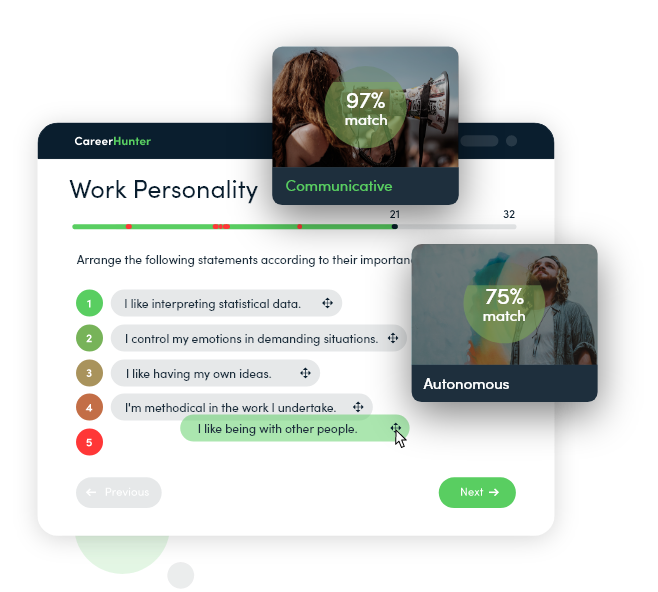 97%
match
CareerHunter
Communicative
Work Personality
21
32
Arrange the following statements according to their
75%
match
Autonomous
1
I like interpreting statistical data.
2
I control my emotions in demanding situations.
3
I like having my own ideas.
4
I'm methodical in the work I undertake.
I like being with other people.
5
← Previous
Next →